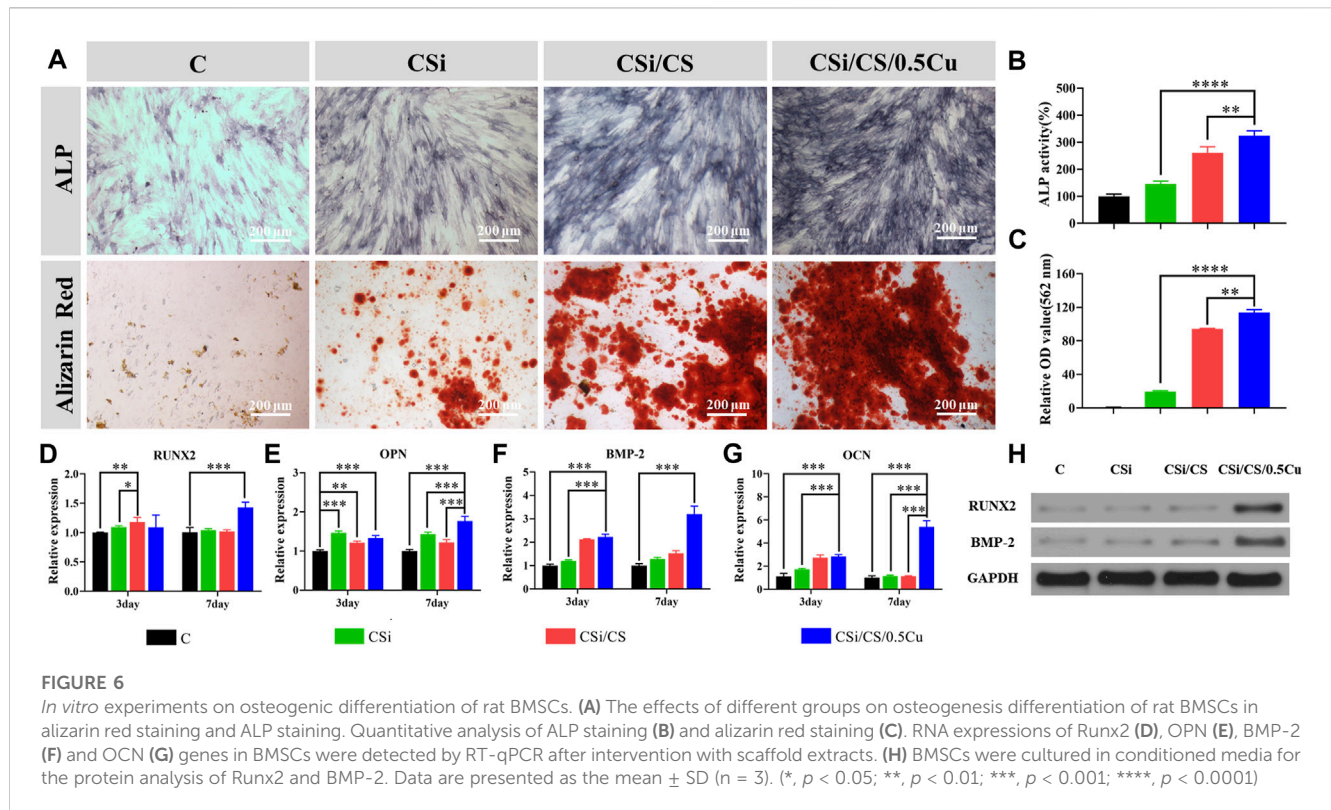 A
C
CSi
CSi/CS
CSi/CS/0.5Cu
ALP
200 μm
200 μm
200 μm
200 μm
Alizarin Red
200 μm
200 μm
200 μm
200 μm
B
ALP activity(%)
500
400
300
200
100
0
****
**
C
Relative OD value(562 nm)
160
120
80
40
0
****
**
D
RUNX2
Relative expression
2.0
1.5
1.0
0.5
0.0
**
*
***
3day
7day
E
OPN
Relative expression
3
2
1
0
***
**
***
***
***
***
3day
7day
F
BMP-2
Relative expression
5
4
3
2
1
0
***
***
***
3day
7day
G
OCN
Relative expression
10
8
6
4
2
0
***
***
***
***
***
3day
7day
C
CSi
CSi/CS
CSi/CS/0.5Cu
H
C
CSi
CSi/CS
CSi/CS/0.5Cu
RUNX2
BMP-2
GAPDH
FIGURE 6
In vitro experiments on osteogenic differentiation of rat BMSCs. (A) The effects of different groups on osteogenesis differentiation of rat BMSCs in
alizarin red staining and ALP staining. Quantitative analysis of ALP staining (B) and alizarin red staining (C). RNA expressions of Runx2 (D), OPN (E), BMP-2
(F) and OCN (G) genes in BMSCs were detected by RT-qPCR after intervention with scaffold extracts. (H) BMSCs were cultured in conditioned media for
the protein analysis of Runx2 and BMP-2. Data are presented as the mean ± SD (n = 3). (*, p < 0.05; **, p < 0.01; ***, p < 0.001; ****, p < 0.0001)